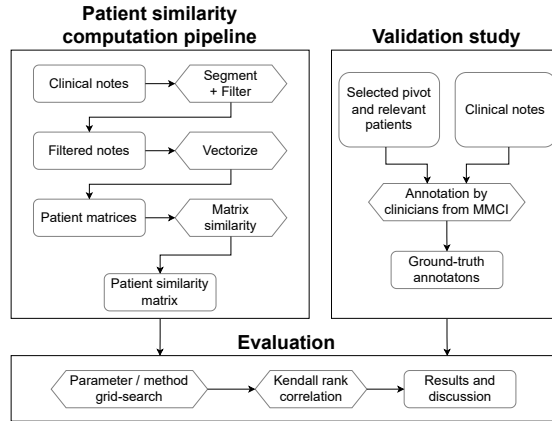 Patient similarity
computation pipeline
Clinical notes
Segment
+ Filter
Filtered notes
Vectorize
Patient matrices
Matrix
similarity
Patient similarity
matrix
Validation study
Selected pivot
and relevant
patients
Clinical notes
Annotation by
clinicians from MMCI
Ground-truth
annotatons
Evaluation
Parameter / method
grid-search
Kendall rank
correlation
Results and
discussion